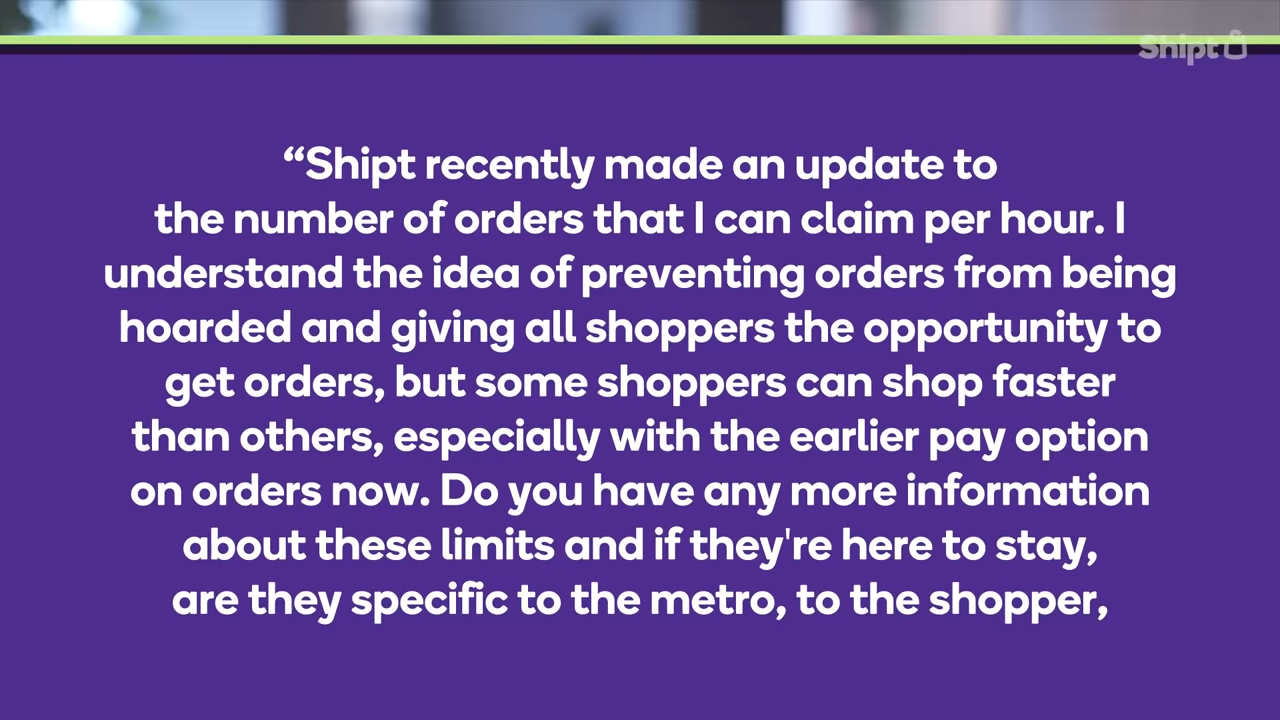 Shipt
“Shipt recently made an update to
the number of orders that I can claim per hour. I
understand the idea of preventing orders from being
hoarded and giving all shoppers the opportunity to
get orders, but some shoppers can shop faster
than others, especially with the earlier pay option
on orders now. Do you have any more information
about these limits and if they're here to stay,
are they specific to the metro, to the shopper,